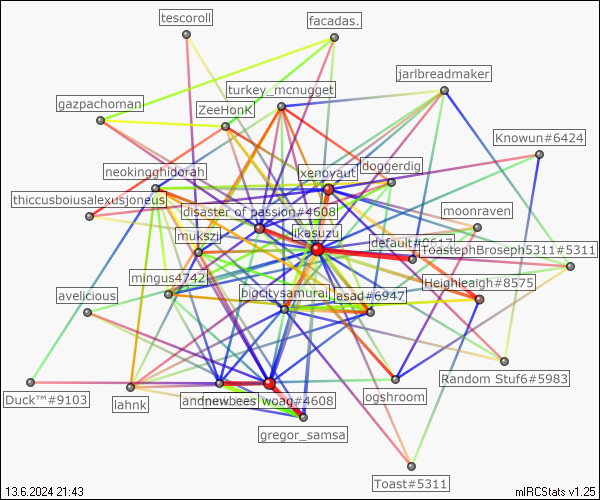 tescoroll
facadas.
jarlbreadmaker
turkey_mcnugget
gazpachoman
ZeeHonK
Knowun#6424
xenoyaut
doggerdig
neokingghidorah
thiccusboiusalexusjoneus
disaster of passion#4608
moonraven
mukszi
ikasuzu
default#0617
ToastephBroseph5311#5311
mingus4742
Heighleaigh#8575
avelicious
bigcitysamurai
asad#6947
Random Stuf6#5983
Duck™#9103
lahnk
andnewbees
woag#4608
ogshroom
gregor_samsa
Toast#5311
13.6.2024 21:43
mIRCStats v1.25